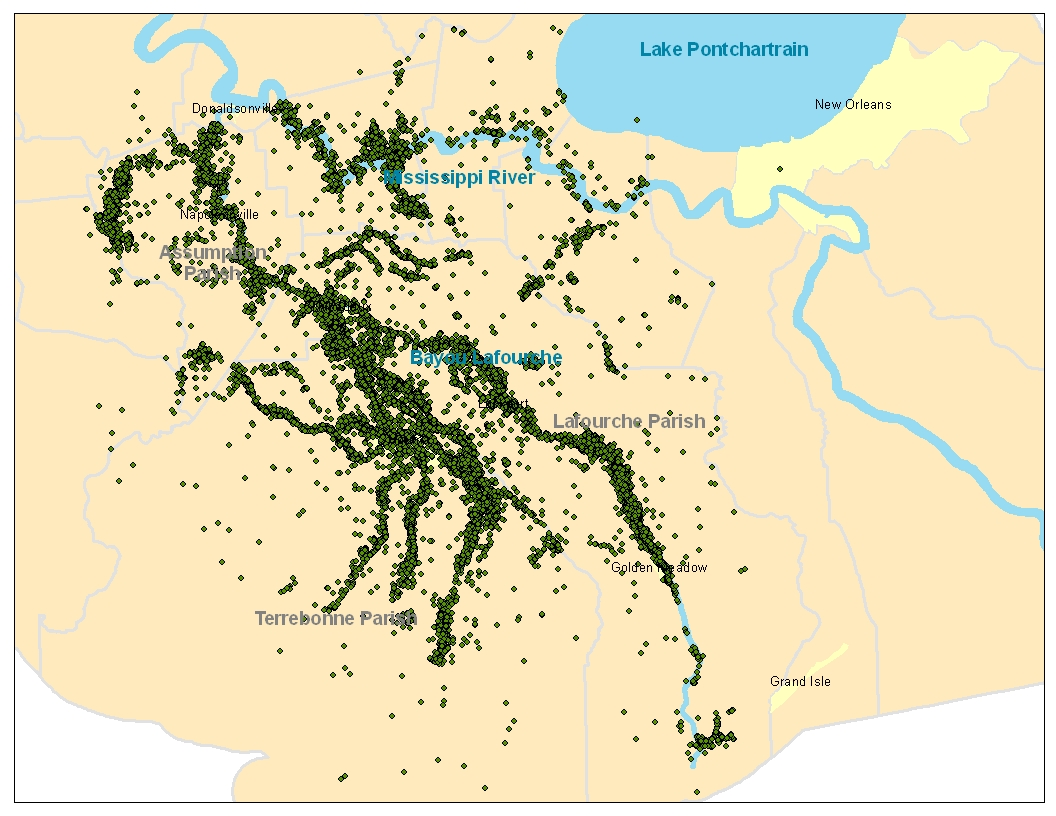 Lake Pontchartrain
New Orleans
Donaldsonville
Mississippi River
Napoleonville
Assumption
Parish
Bayou Lafourche
Lockport
Lafourche Parish
Golden Meadow
Terrebonne Parish
Grand Isle